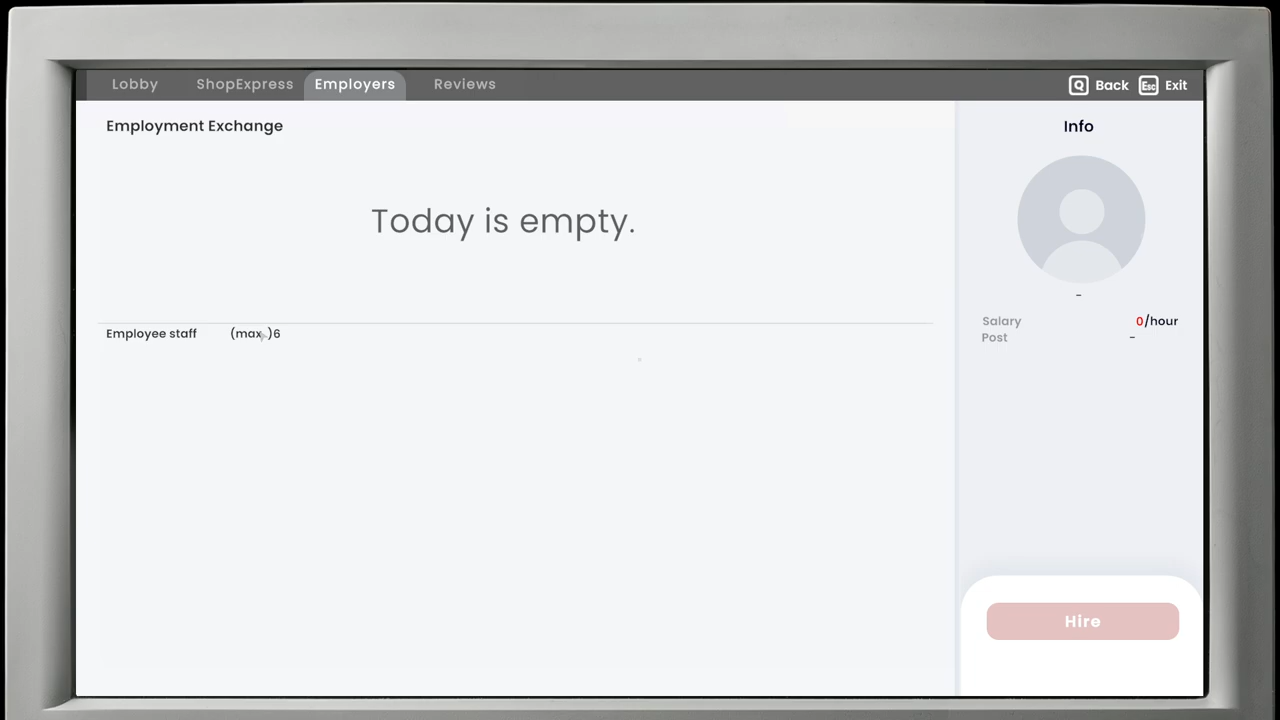 Lobby ShopExpress Employers Reviews Q Back Esc Exit
Employment Exchange
Info
Today is empty.
-
Employee staff (max.)6
Salary 0/hour
Post -
Hire